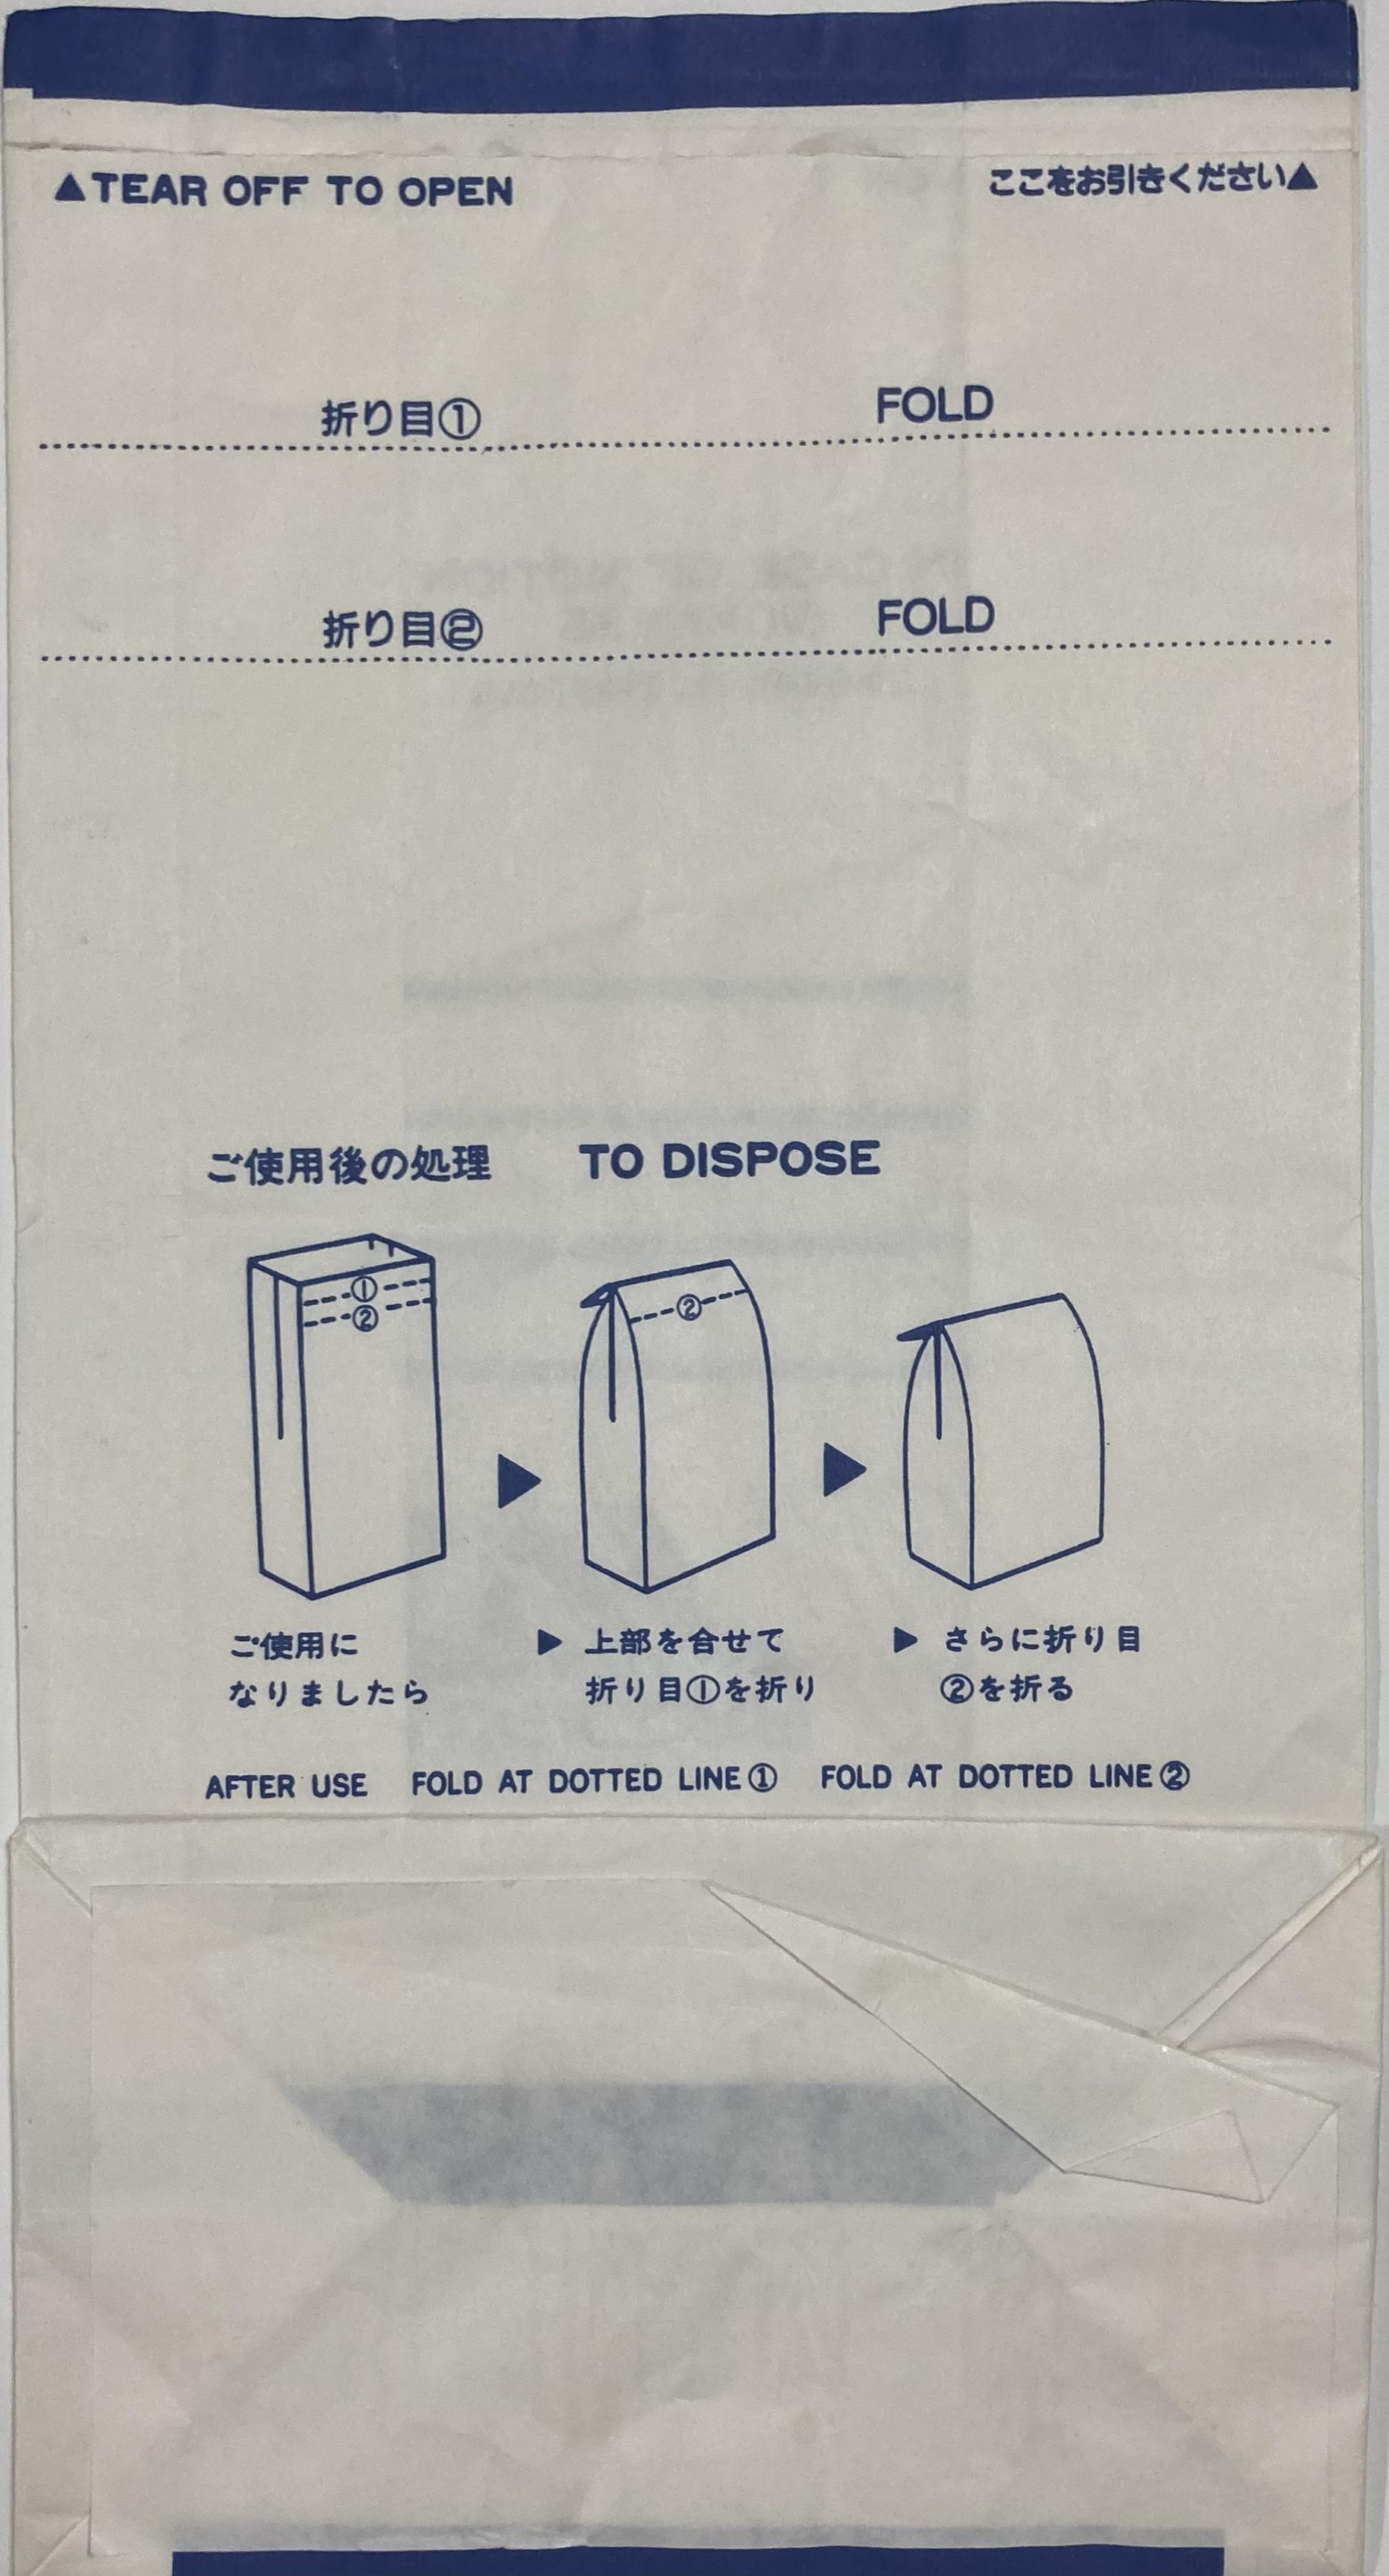 ▲TEAR OFF TO OPEN ここをお引きください▲
折り目① FOLD
折り目② FOLD
ご使用後の処理 TO DISPOSE
①
②
②
ご使用に
なりましたら
▶ 上部を合せて
折り目①を折り
▶ さらに折り目
②を折る
AFTER USE FOLD AT DOTTED LINE① FOLD AT DOTTED LINE②